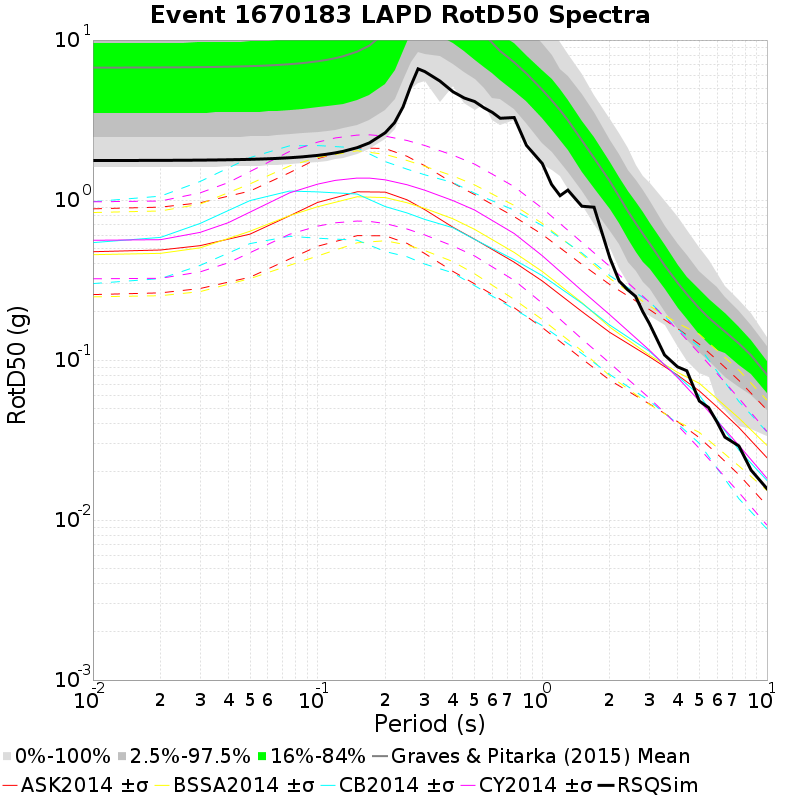 Event 1670183 LAPD RotD50 Spectra
10^1
10^0
10^-1
10^-2
10^-3
RotD50 (g)
10^-2 2 3 4 5 6 10^-1 2 3 4 5 6 7 10^0 2 3 4 5 6 7 10^1
Period (s)
0%-100% 2.5%-97.5% 16%-84% Graves & Pitarka (2015) Mean
ASK2014 ±σ BSSA2014 ±σ CB2014 ±σ CY2014 ±σ RSQSim